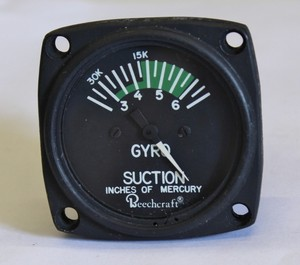 30K 15K
3 4 5 6
GYRO
SUCTION
INCHES OF MERCURY
Beechcraft®